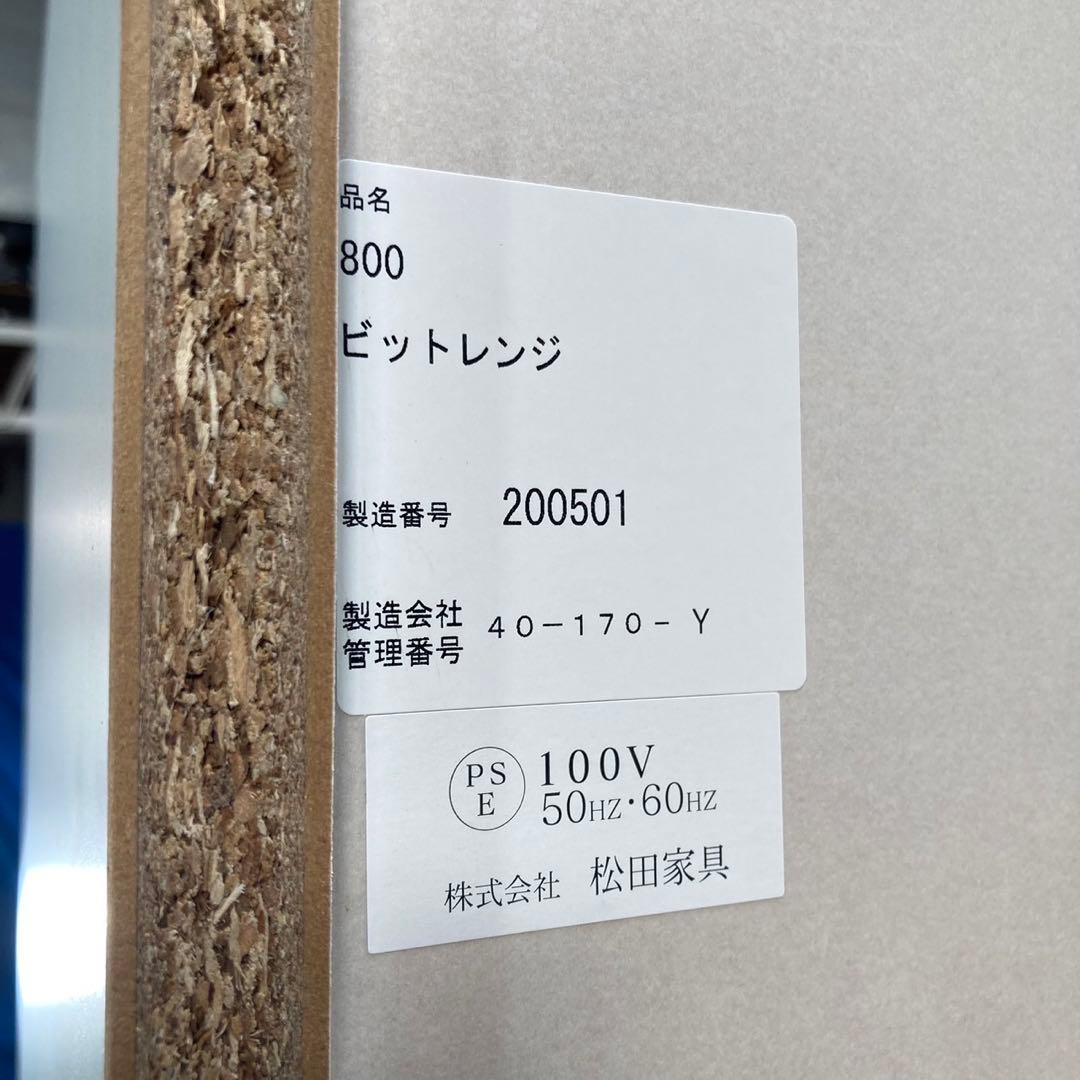 品名
800
ビットレンジ
製造番号 200501
製造会社
管理番号 40-170-Y
PS
E
100V
50HZ・60HZ
株式会社 松田家具